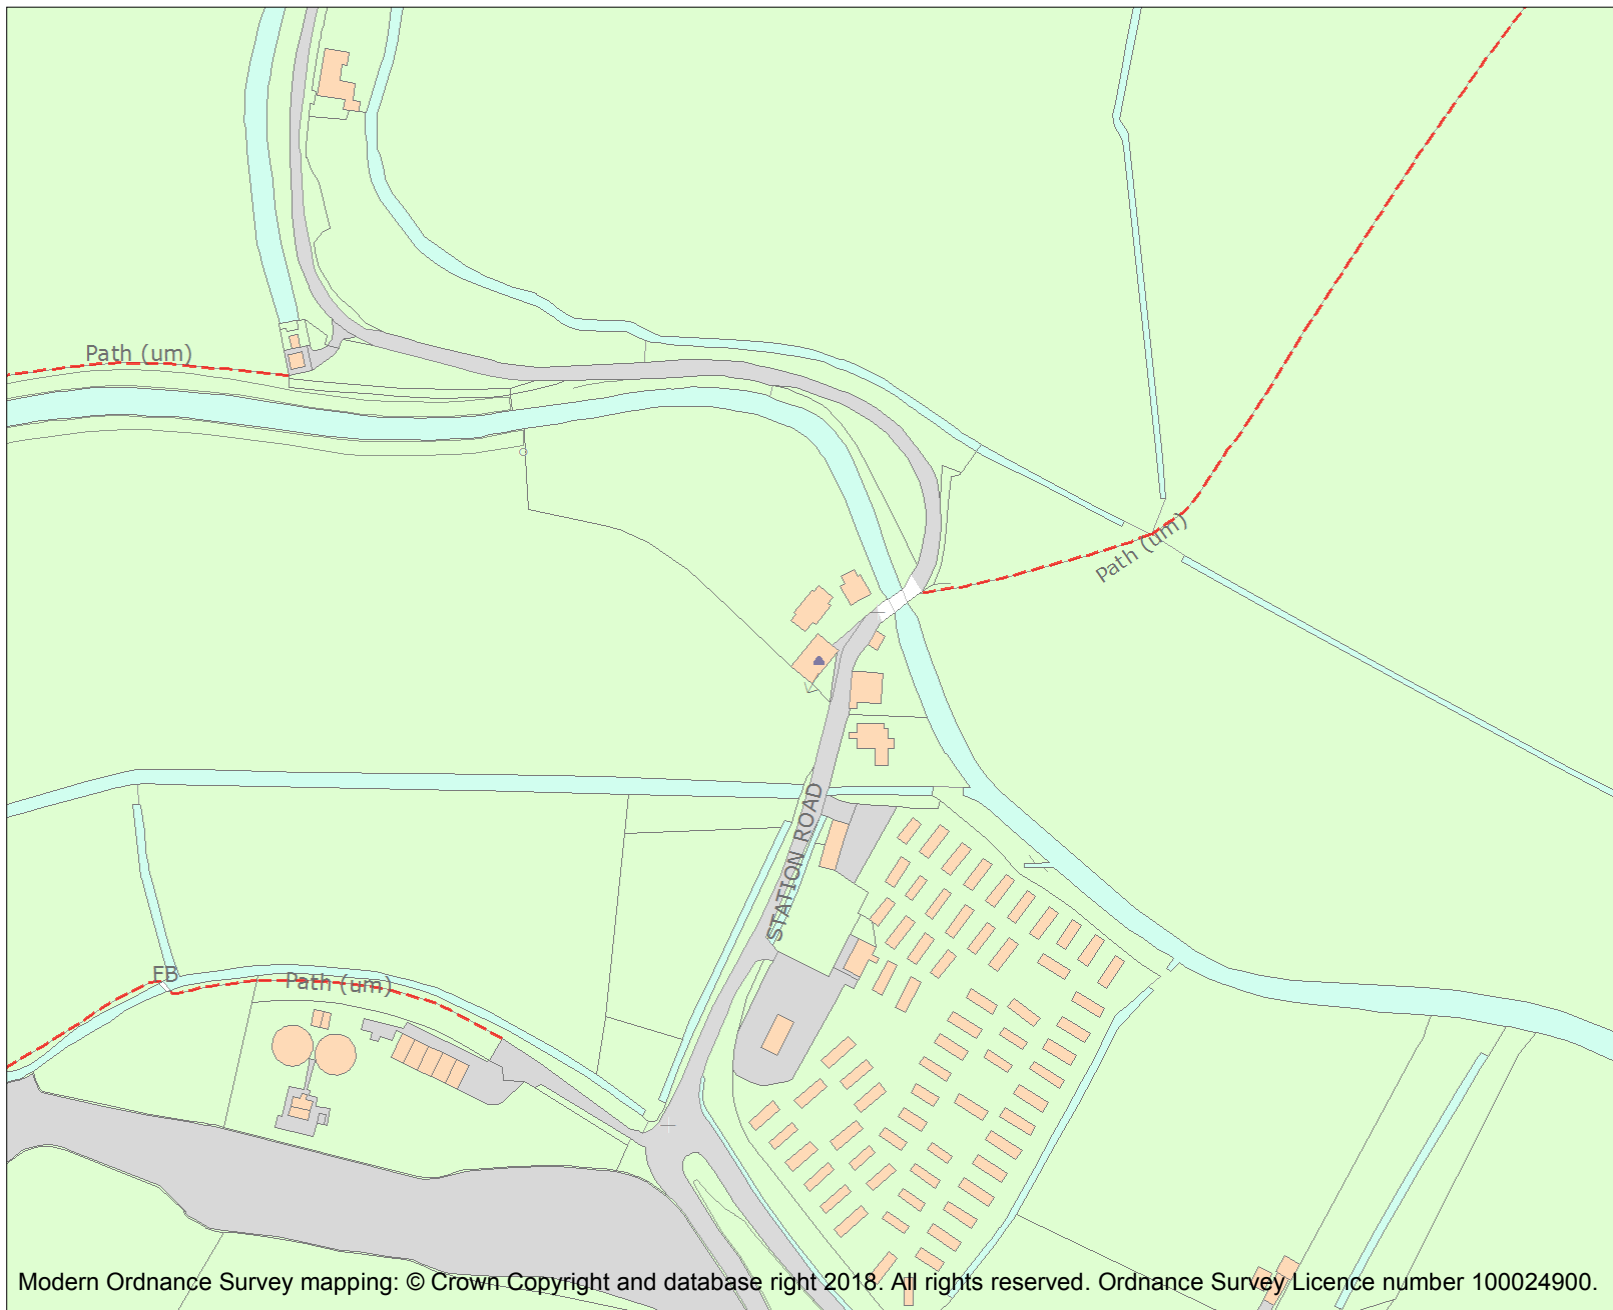 Path (um)
Path (um)
STATION ROAD
FB
Path (um)
Modern Ordnance Survey mapping: © Crown Copyright and database right 2018. All rights reserved. Ordnance Survey Licence number 100024900.